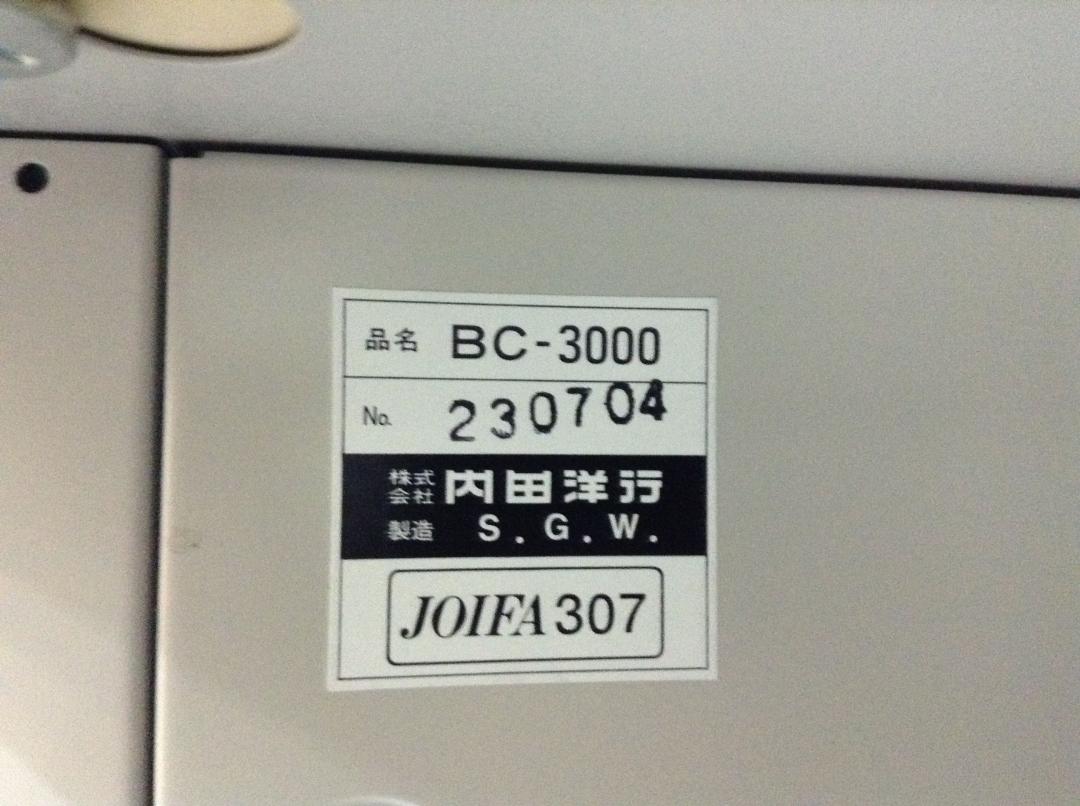 品名 BC-3000
No. 230704
株式会社 内田洋行
製造 S.G.W.
JOIFA 307